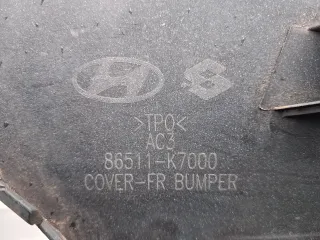 >TPO<
AC3
86511-K7000
COVER-FR BUMPER